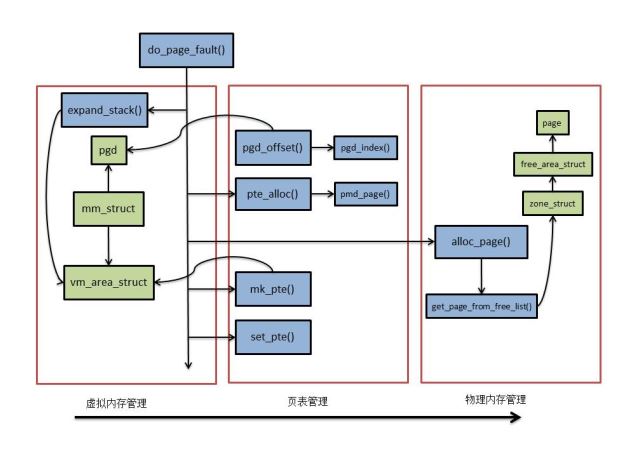 do_page_fault()
expand_stack()
pgd
mm_struct
vm_area_struct
pgd_offset()
pgd_index()
pte_alloc()
pmd_page()
mk_pte()
set_pte()
page
free_area_struct
zone_struct
alloc_page()
get_page_from_free_list()
虚拟内存管理
页表管理
物理内存管理